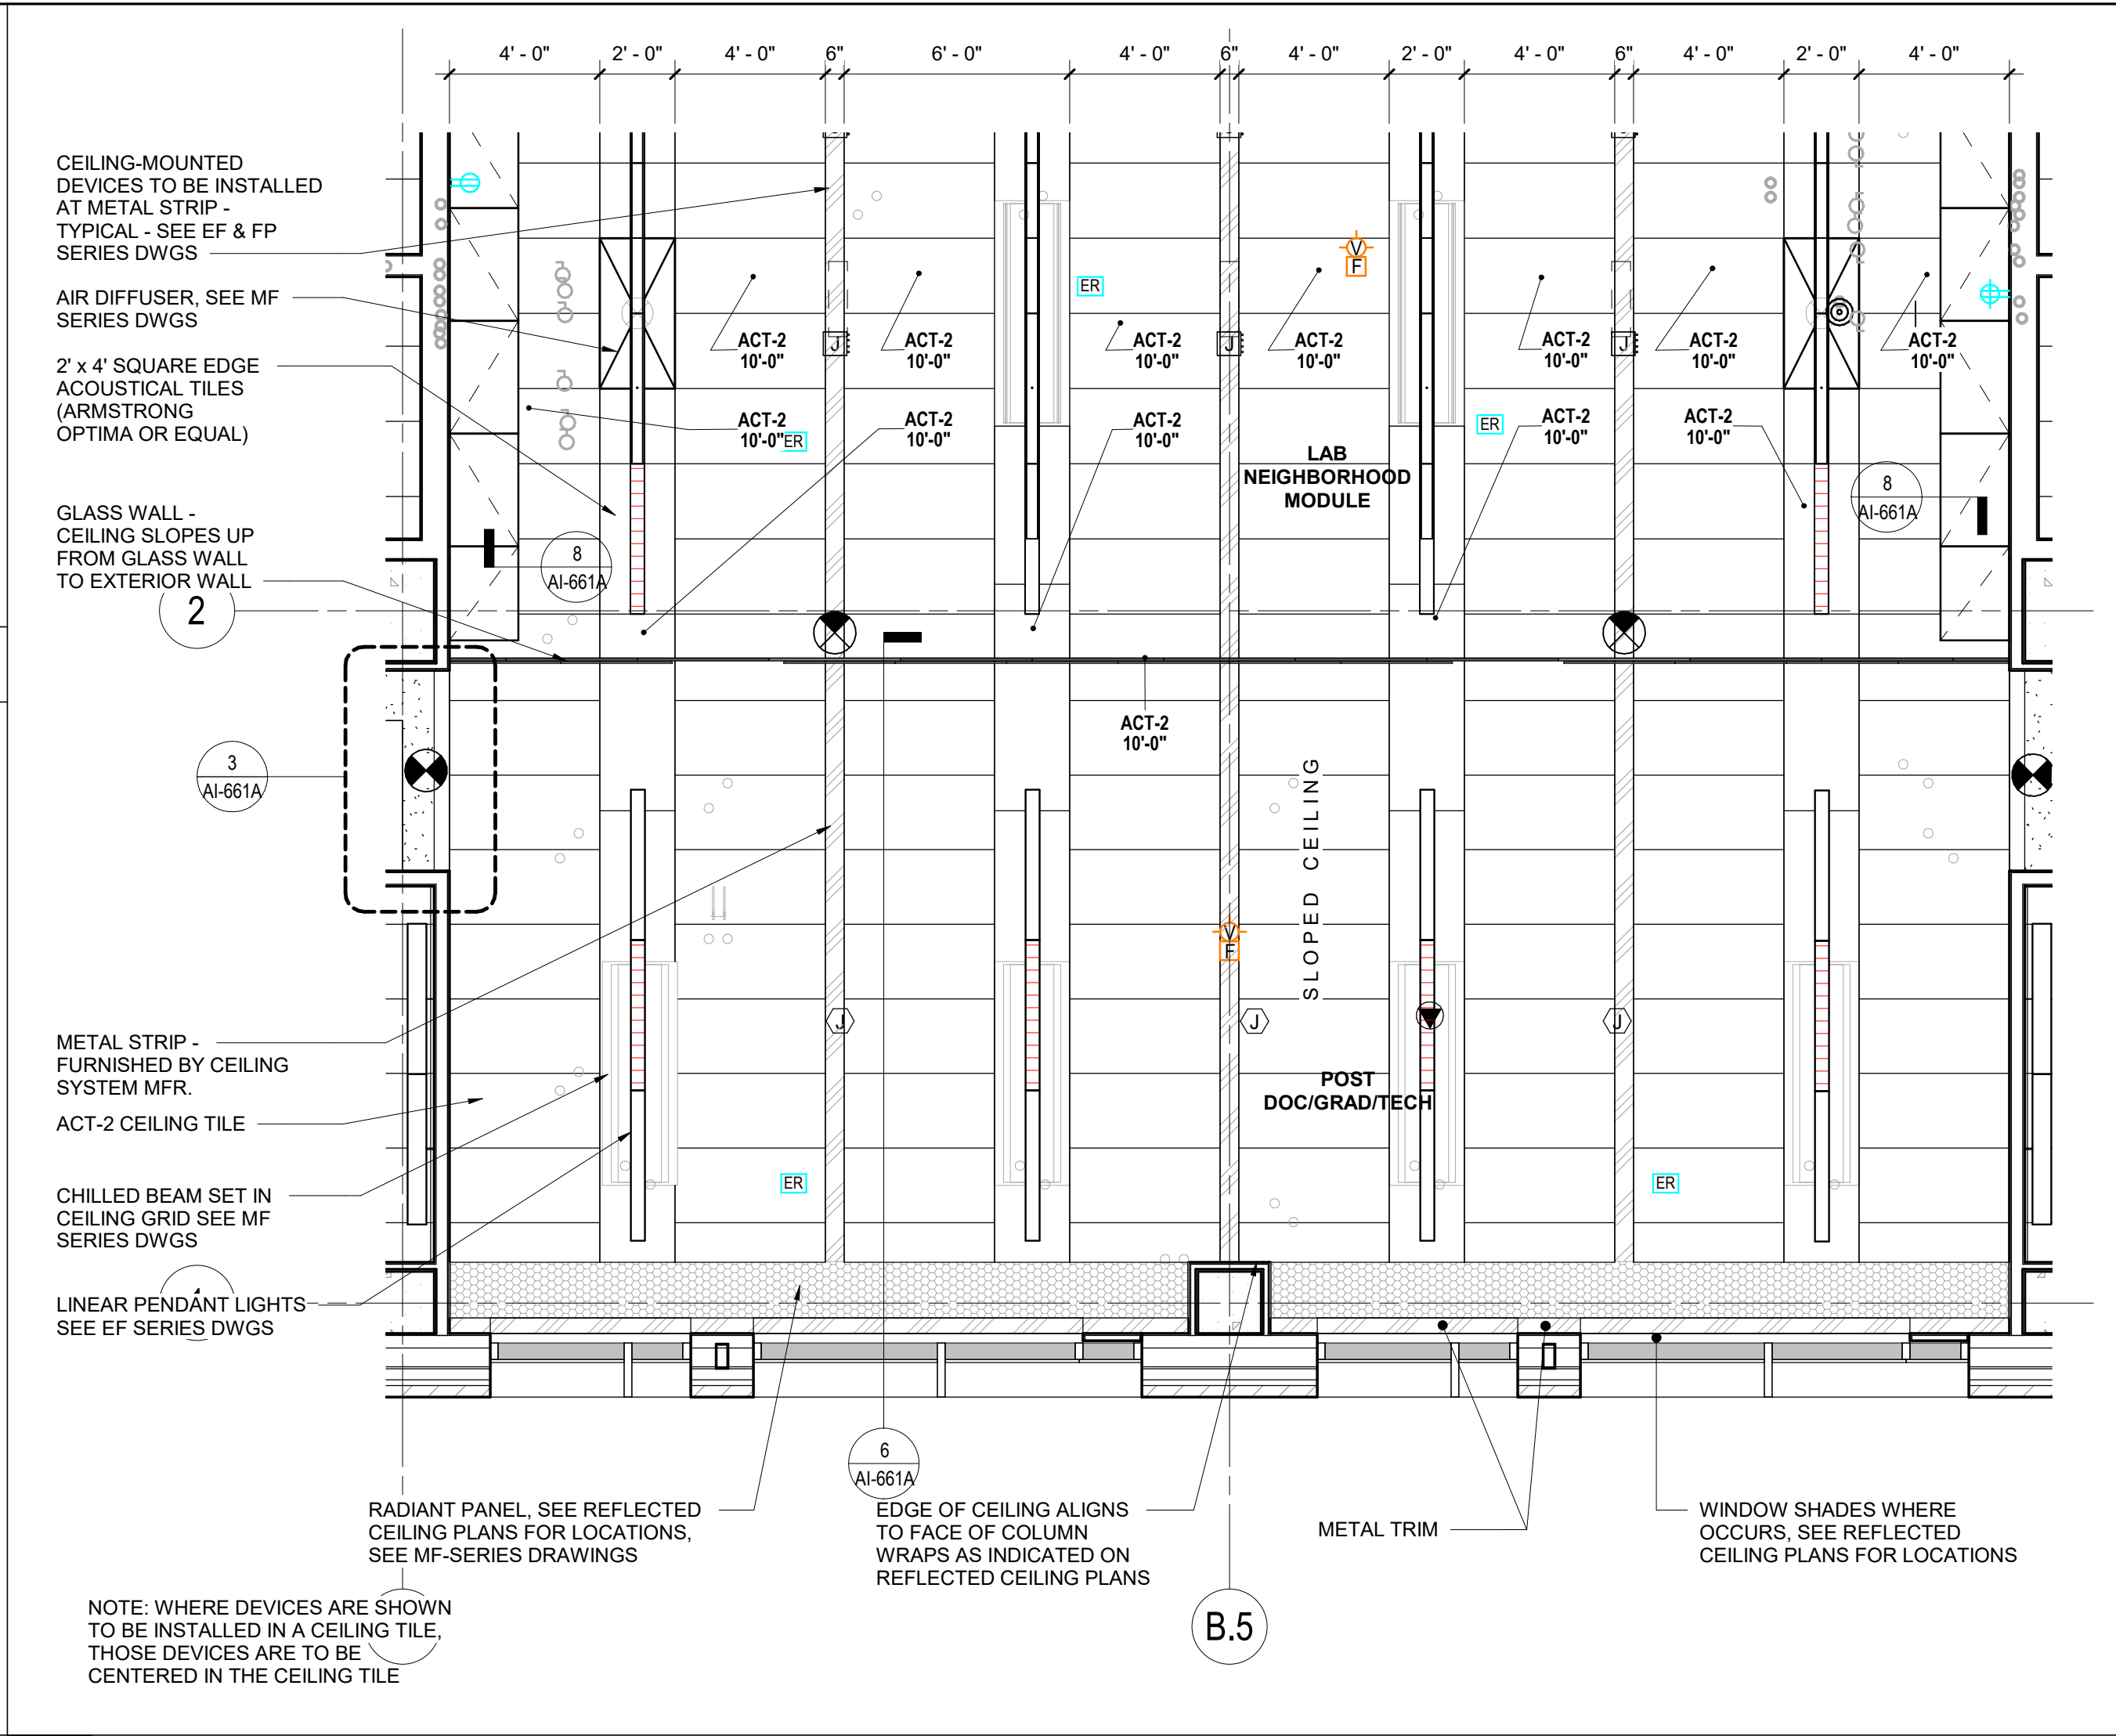 4' - 0" 2' - 0" 4' - 0" 6" 6' - 0" 4' - 0" 6" 4' - 0" 2' - 0" 4' - 0" 6" 4' - 0" 2' - 0" 4' - 0"
CEILING-MOUNTED
DEVICES TO BE INSTALLED
AT METAL STRIP -
TYPICAL - SEE EF & FP
SERIES DWGS
AIR DIFFUSER, SEE MF
SERIES DWGS
2' x 4' SQUARE EDGE
ACOUSTICAL TILES
(ARMSTRONG
OPTIMA OR EQUAL)
GLASS WALL -
CEILING SLOPES UP
FROM GLASS WALL
TO EXTERIOR WALL
2
3
AI-661A
METAL STRIP -
FURNISHED BY CEILING
SYSTEM MFR.
ACT-2 CEILING TILE
CHILLED BEAM SET IN
CEILING GRID SEE MF
SERIES DWGS
LINEAR PENDANT LIGHTS
SEE EF SERIES DWGS
V
F
ER
J J J
ACT-2
10'-0"
ACT-2
10'-0"
ACT-2
10'-0"
ACT-2
10'-0"
ACT-2
10'-0"
ACT-2
10'-0"
ACT-2
10'-0"
ACT-2
10'-0"
ER
ACT-2
10'-0"
ACT-2
10'-0"
ER
ACT-2
10'-0"
ACT-2
10'-0"
LAB
NEIGHBORHOOD
MODULE
8
AI-661A
8
AI-661A
ACT-2
10'-0"
SLOPED CEILING
V
F
J J J
POST
DOC/GRAD/TECH
ER ER
6
AI-661A
RADIANT PANEL, SEE REFLECTED
CEILING PLANS FOR LOCATIONS,
SEE MF-SERIES DRAWINGS
EDGE OF CEILING ALIGNS
TO FACE OF COLUMN
WRAPS AS INDICATED ON
REFLECTED CEILING PLANS
METAL TRIM
WINDOW SHADES WHERE
OCCURS, SEE REFLECTED
CEILING PLANS FOR LOCATIONS
B.5
NOTE: WHERE DEVICES ARE SHOWN
TO BE INSTALLED IN A CEILING TILE,
THOSE DEVICES ARE TO BE
CENTERED IN THE CEILING TILE